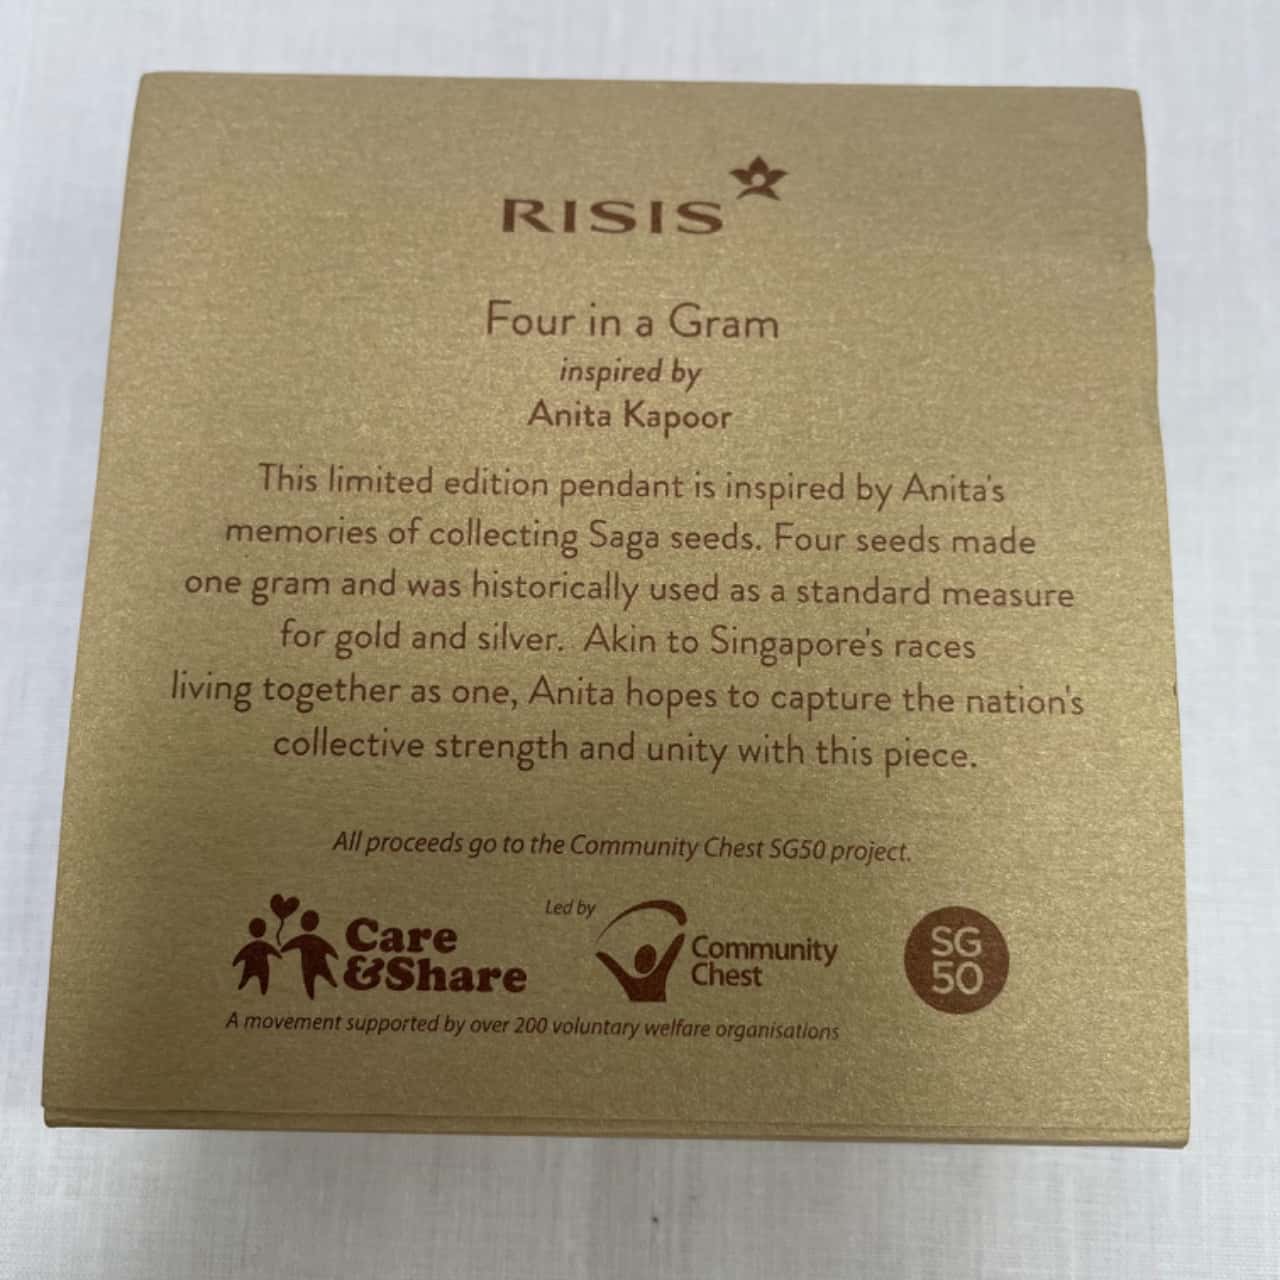 RISIS
Four in a Gram
inspired by
Anita Kapoor
This limited edition pendant is inspired by Anita's
memories of collecting Saga seeds. Four seeds made
one gram and was historically used as a standard measure
for gold and silver. Akin to Singapore's races
living together as one, Anita hopes to capture the nation's
collective strength and unity with this piece.
All proceeds go to the Community Chest SG50 project.
Care
&Share
Led by
Community
Chest
SG
50
A movement supported by over 200 voluntary welfare organisations